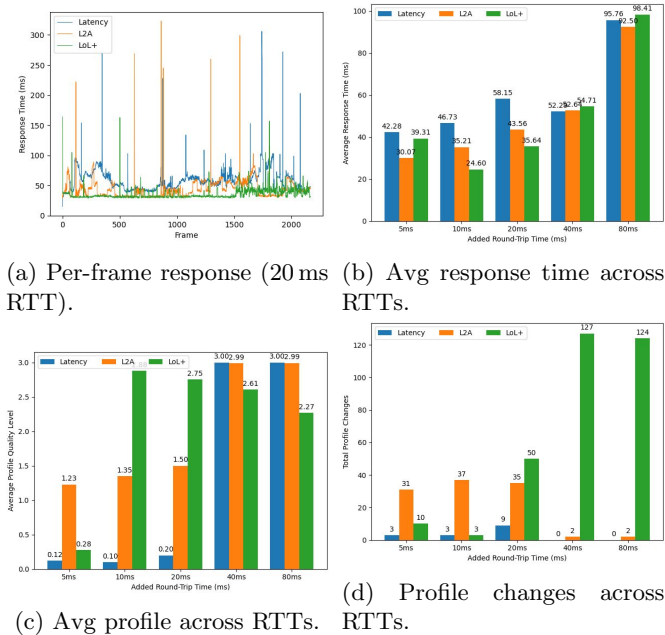 Latency
L2A
LoL+
Response Time (ms)
300
250
200
150
100
50
0
0 500 1000 1500 2000
Frame
(a) Per-frame response (20 ms
RTT).
Latency L2A LoL+
Average Response Time (ms)
100
80
60
40
20
0
42.28 30.07 39.31
46.73 35.21 24.60
58.15 43.56 35.64
54.71
95.76 92.50 98.41
5ms 10ms 20ms 40ms 80ms
Added Round-Trip Time (ms)
(b) Avg response time across
RTTs.
Latency L2A LoL+
Average Profile Quality Level
3.0
2.5
2.0
1.5
1.0
0.5
0.0
0.12 1.23 0.28
0.10 1.35
0.20 1.50 2.75
3.00 2.99 2.61
3.00 2.99 2.27
5ms 10ms 20ms 40ms 80ms
Added Round-Trip Time (ms)
(c) Avg profile across RTTs.
Latency L2A LoL+
Total Profile Changes
120
100
80
60
40
20
0
3 31 10
3 37 3
9 35 50
0 2 127
0 2 124
5ms 10ms 20ms 40ms 80ms
Added Round-Trip Time (ms)
(d) Profile changes across
RTTs.